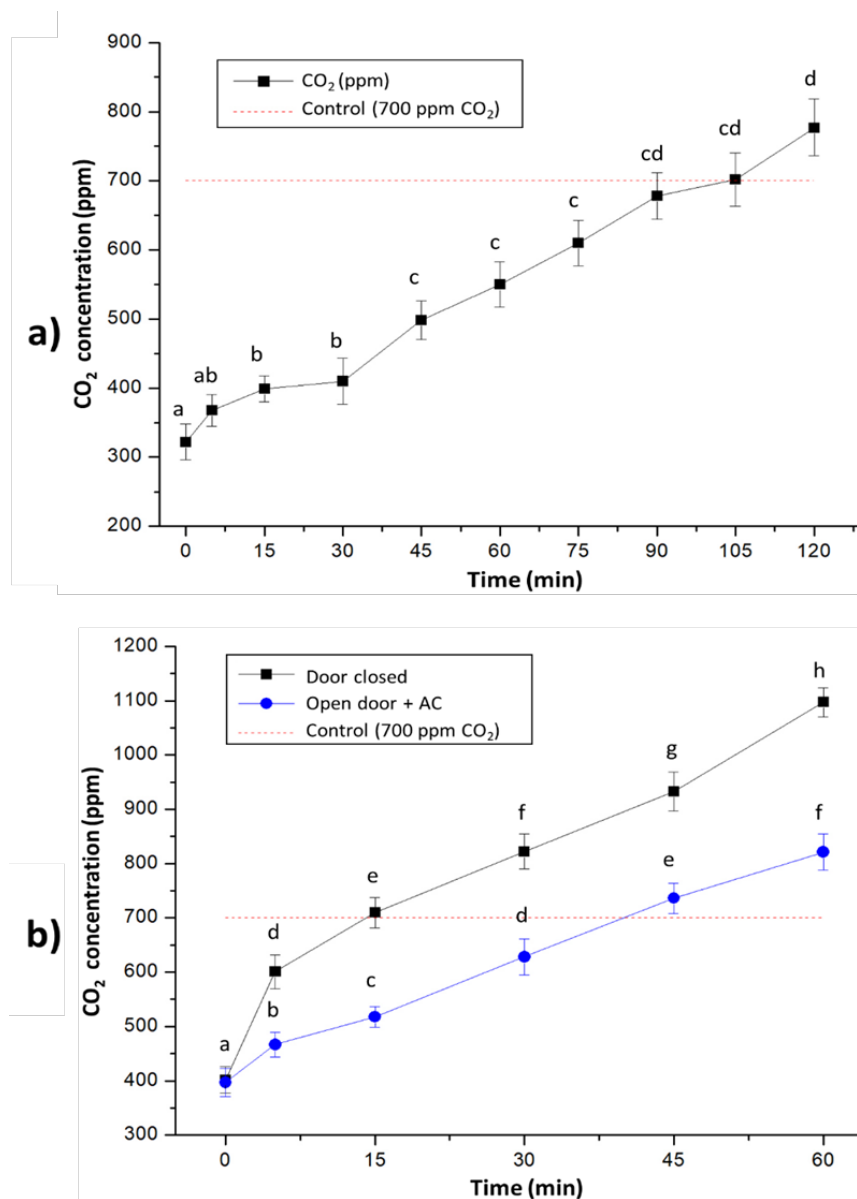 a)
CO₂ concentration (ppm)
900
800
700
600
500
400
300
200
CO₂ (ppm)
Control (700 ppm CO₂)
a
ab
b
b
c
c
c
cd
cd
d
0 15 30 45 60 75 90 105 120
Time (min)
b)
CO₂ concentration (ppm)
1200
1100
1000
900
800
700
600
500
400
300
Door closed
Open door + AC
Control (700 ppm CO₂)
a
d
b
e
c
f
d
g
e
h
f
0 15 30 45 60
Time (min)